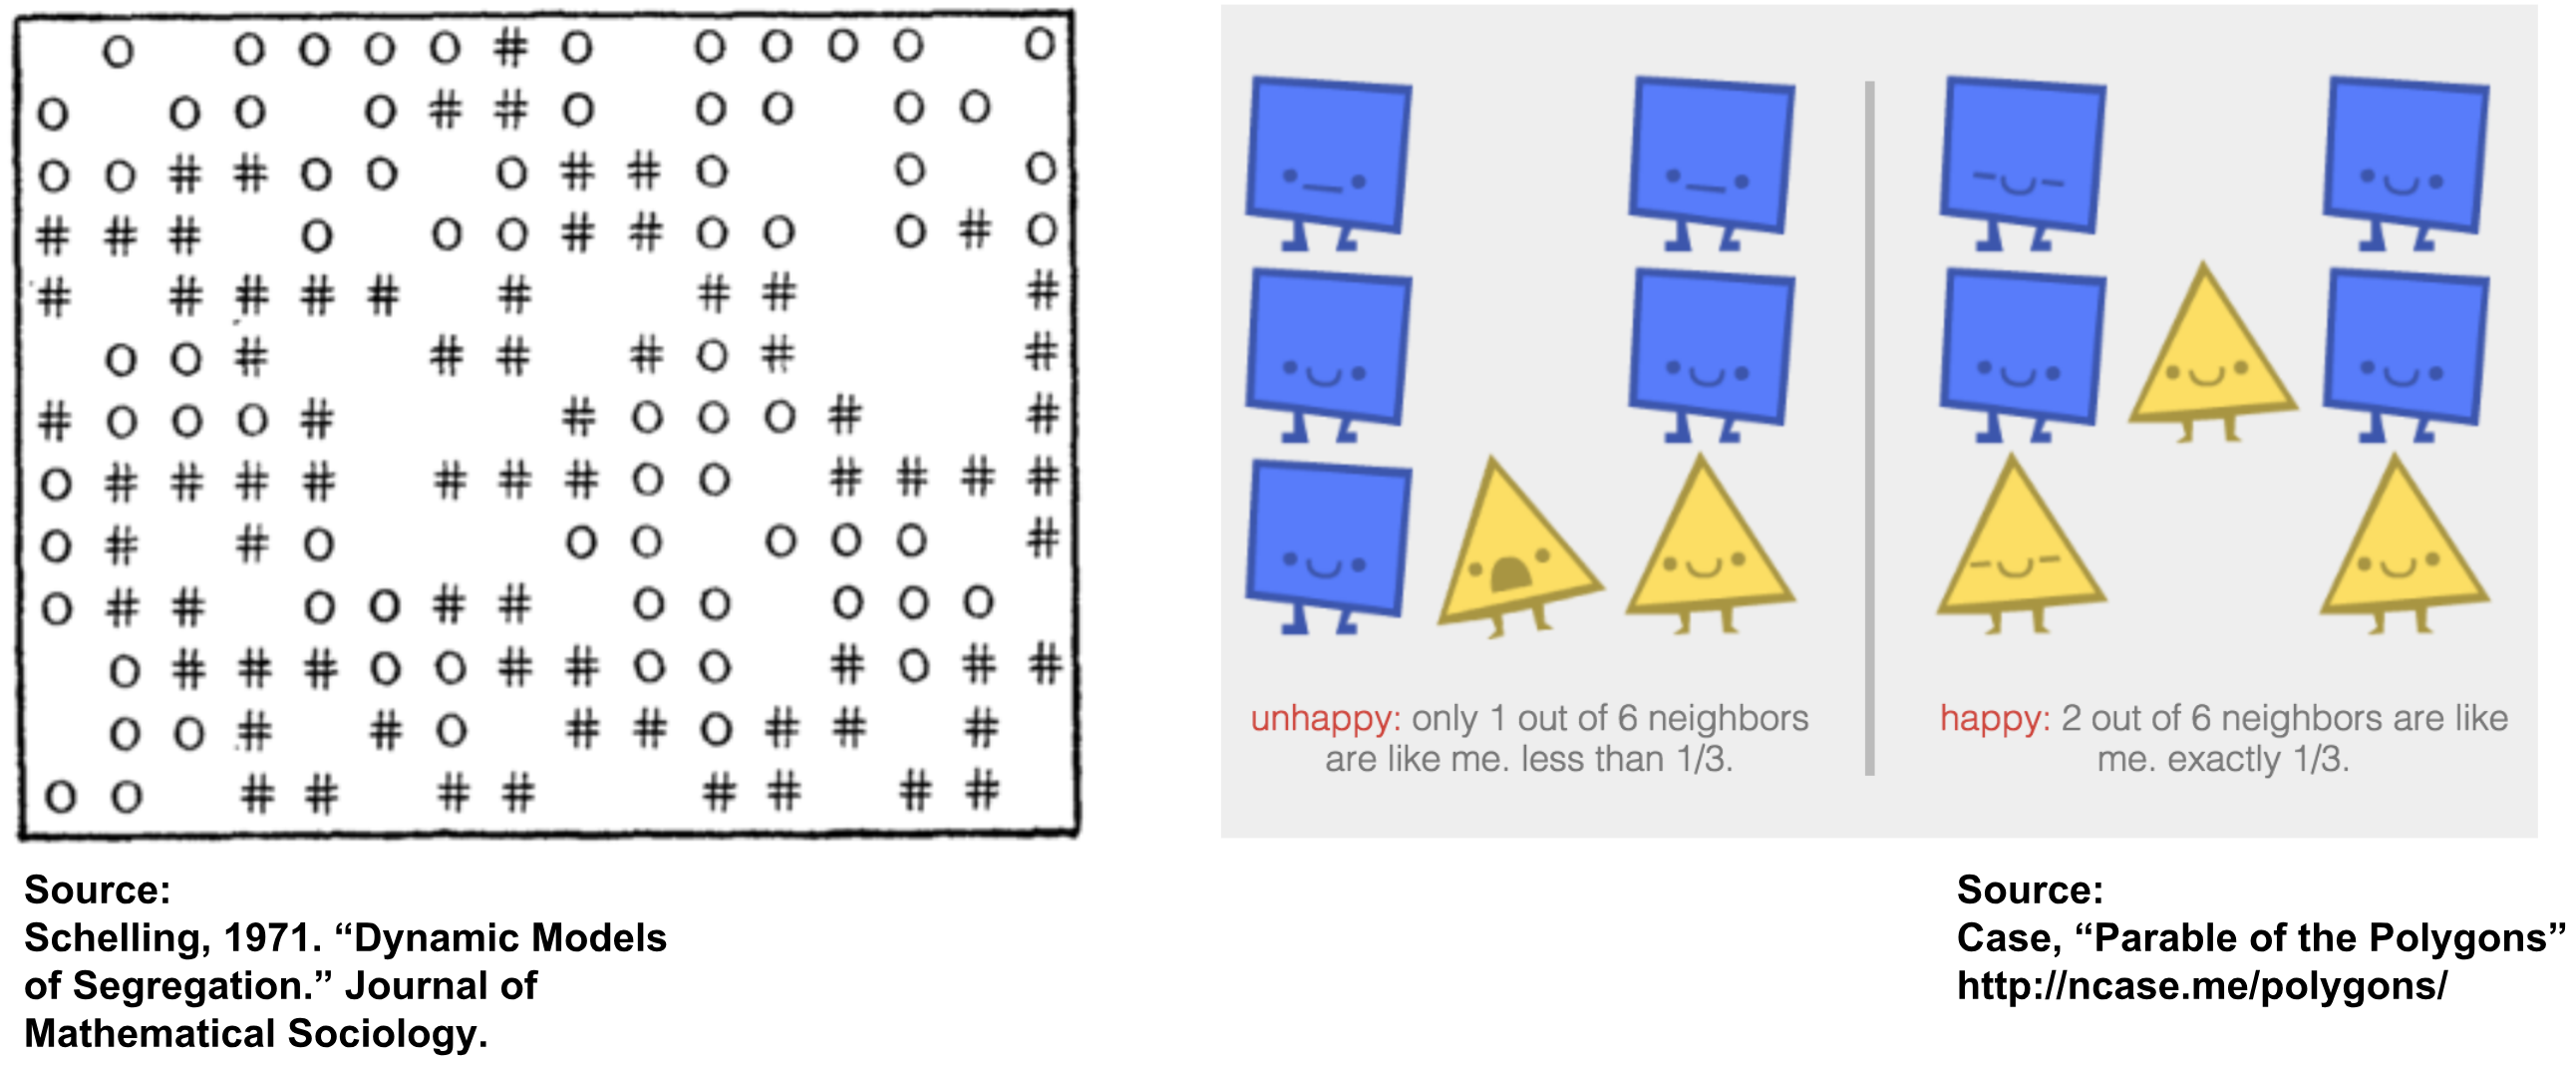 O O O O O # O O O O O O
O O O O # # O O O O O
O O # # O O O # # O O O
# # # O O O # # O O O # O
# # # # # # # # #
O O # # # # O # #
# O O O # # O O O # #
O # # # # # # # O O # # # #
O # # O O O O O O #
O # # O O # # O O O O O
O # # # O O # # O O # O # #
O O # # O # # O # # #
O O # # # # # # # #
unhappy: only 1 out of 6 neighbors
are like me. less than 1/3.
happy: 2 out of 6 neighbors are like
me. exactly 1/3.
Source:
Schelling, 1971. “Dynamic Models
of Segregation.” Journal of
Mathematical Sociology.
Source:
Case, “Parable of the Polygons”
http://ncase.me/polygons/